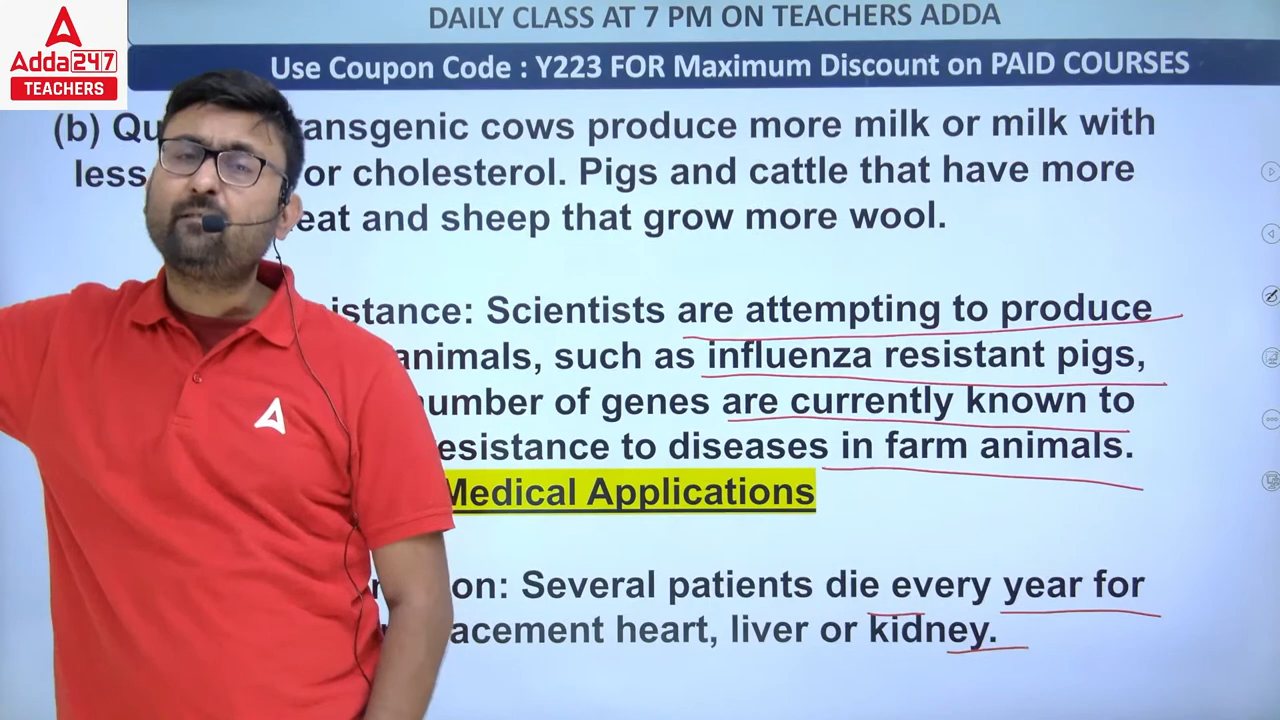 DAILY CLASS AT 7 PM ON TEACHERS ADDA
Adda247
TEACHERS
Use Coupon Code : Y223 FOR Maximum Discount on PAID COURSES
(b) Qu ransgenic cows produce more milk or milk with
less or cholesterol. Pigs and cattle that have more
eat and sheep that grow more wool.
istance: Scientists are attempting to produce
animals, such as influenza resistant pigs,
number of genes are currently known to
esistance to diseases in farm animals.
Medical Applications
on: Several patients die every year for
acement heart, liver or kidney.